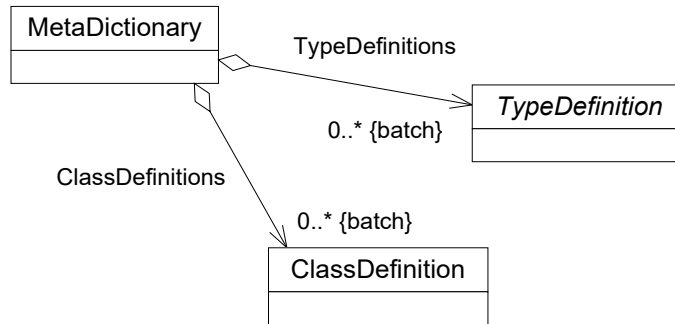 MetaDictionary
TypeDefinitions
TypeDefinition
0..* {batch}
ClassDefinitions
0..* {batch}
ClassDefinition